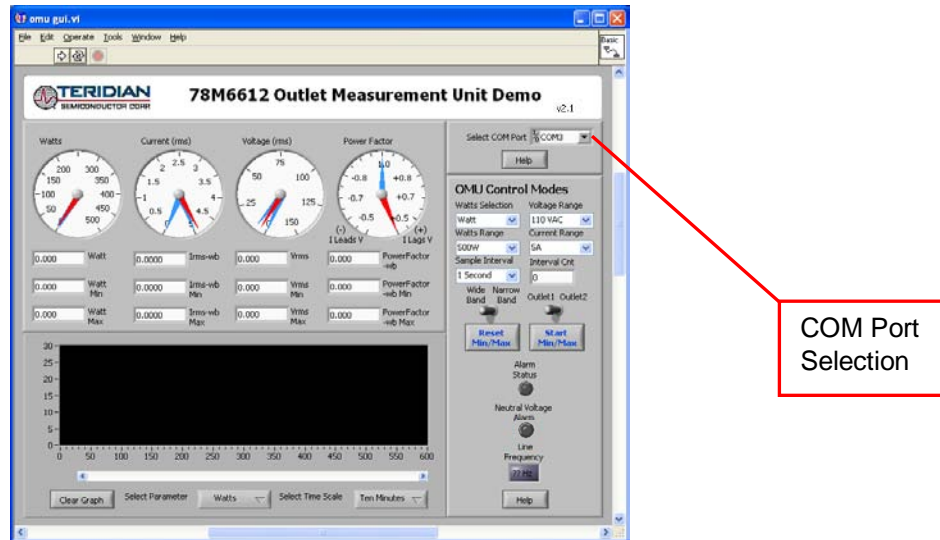 omu gui.vi
File Edit Operate Tools Window Help
Basic
TERIDIAN
SEMICONDUCTOR CORP.
78M6612 Outlet Measurement Unit Demo
v2.1
Watts
Current (rms)
Voltage (rms)
Power Factor
-100 50 150 200 300 350 400- 450 500
-1 0.5 1.5 2 2.5 3 3.5 4- 4.5
25 50 75 100 125 150
-0.5 -0.7 -0.8 1.0 +0.8 +0.7 +0.5
(-) (+)
I Leads V I Lags V
0.000 Watt 0.0000 Irms-wb 0.000 Vrms 0.000 PowerFactor -wb
0.000 Watt Min 0.0000 Irms-wb Min 0.000 Vrms Min 0.000 PowerFactor -wb Min
0.000 Watt Max 0.0000 Irms-wb Max 0.000 Vrms Max 0.000 PowerFactor -wb Max
Select COM Port COM3
Help
OMU Control Modes
Watts Selection Voltage Range
Watt 110 VAC
Watts Range Current Range
500W 5A
Sample Interval Interval Cnt
1 Second 0
Wide Band Narrow Band Outlet1 Outlet2
Reset Min/Max
Start Min/Max
Alarm Status
Neutral Voltage Alarm
Line Frequency
?? Hz
Help
30-
25-
20-
15-
10-
5-
0-
0 50 100 150 200 250 300 350 400 450 500 550 600
Clear Graph Select Parameter Watts Select Time Scale Ten Minutes
COM Port
Selection